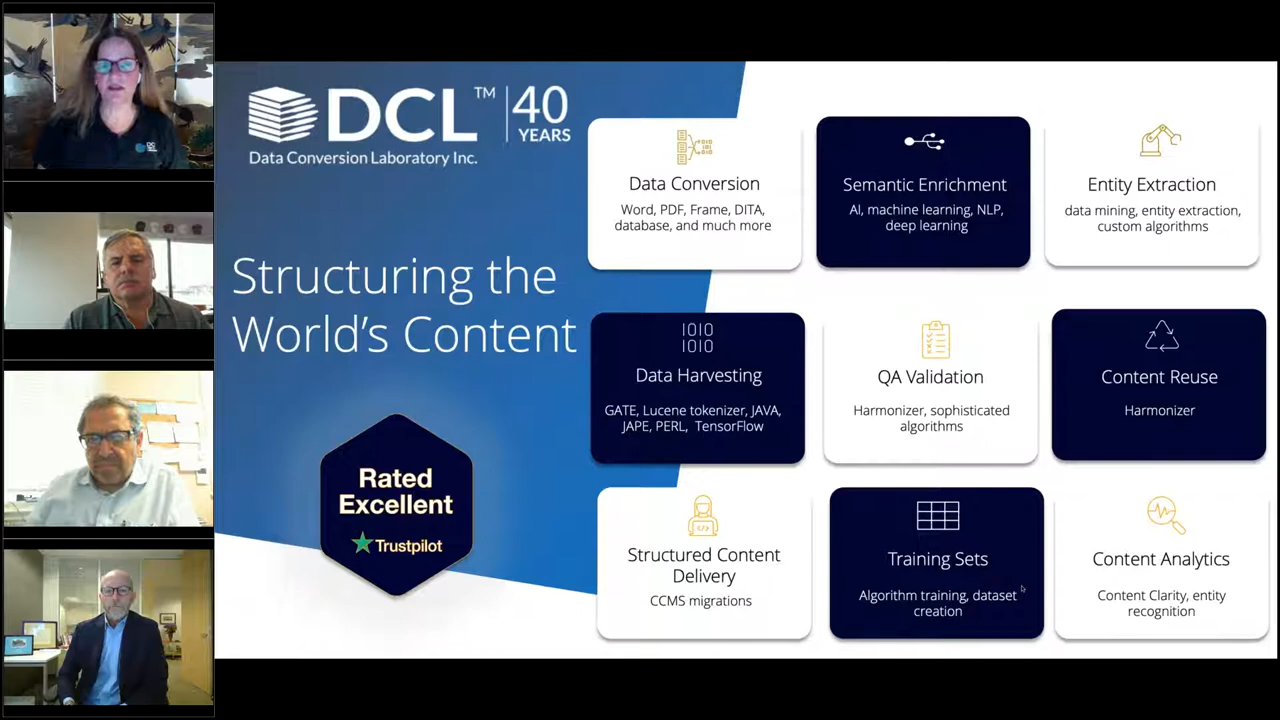 DCL™ | 40 YEARS
Data Conversion Laboratory Inc.
Structuring the
World's Content
Rated
Excellent
Trustpilot
Data Conversion
Word, PDF, Frame, DITA,
database, and much more
Semantic Enrichment
AI, machine learning, NLP,
deep learning
Entity Extraction
data mining, entity extraction,
custom algorithms
1010
1010
Data Harvesting
GATE, Lucene tokenizer, JAVA,
JAPE, PERL, TensorFlow
QA Validation
Harmonizer, sophisticated
algorithms
Content Reuse
Harmonizer
Structured Content
Delivery
CCMS migrations
Training Sets
Algorithm training, dataset
creation
Content Analytics
Content Clarity, entity
recognition